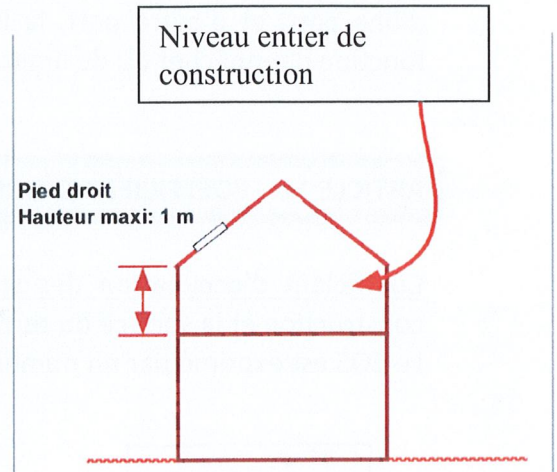 Niveau entier de
construction
Pied droit
Hauteur maxi: 1 m